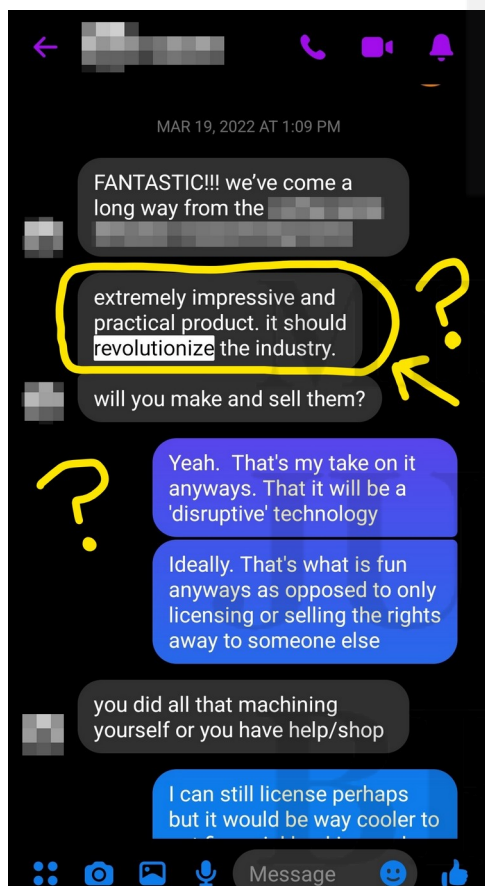 MAR 19, 2022 AT 1:09 PM
FANTASTIC!!! we've come a
long way from the
extremely impressive and
practical product. it should
revolutionize the industry.
?
will you make and sell them?
?
Yeah.  That's my take on it
anyways. That it will be a
'disruptive' technology
Ideally. That's what is fun
anyways as opposed to only
licensing or selling the rights
away to someone else
you did all that machining
yourself or you have help/shop
I can still license perhaps
but it would be way cooler to
Message